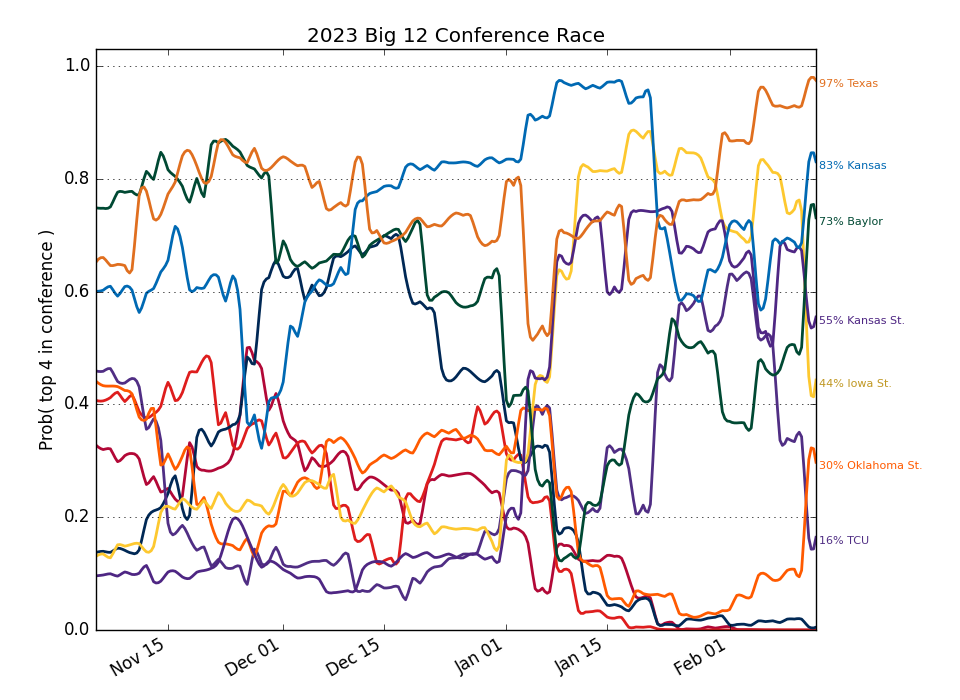 2023 Big 12 Conference Race
Prob( top 4 in conference )
1.0
0.8
0.6
0.4
0.2
0.0
Nov 15
Dec 01
Dec 15
Jan 01
Jan 15
Feb 01
97% Texas
83% Kansas
73% Baylor
55% Kansas St.
44% Iowa St.
30% Oklahoma St.
16% TCU